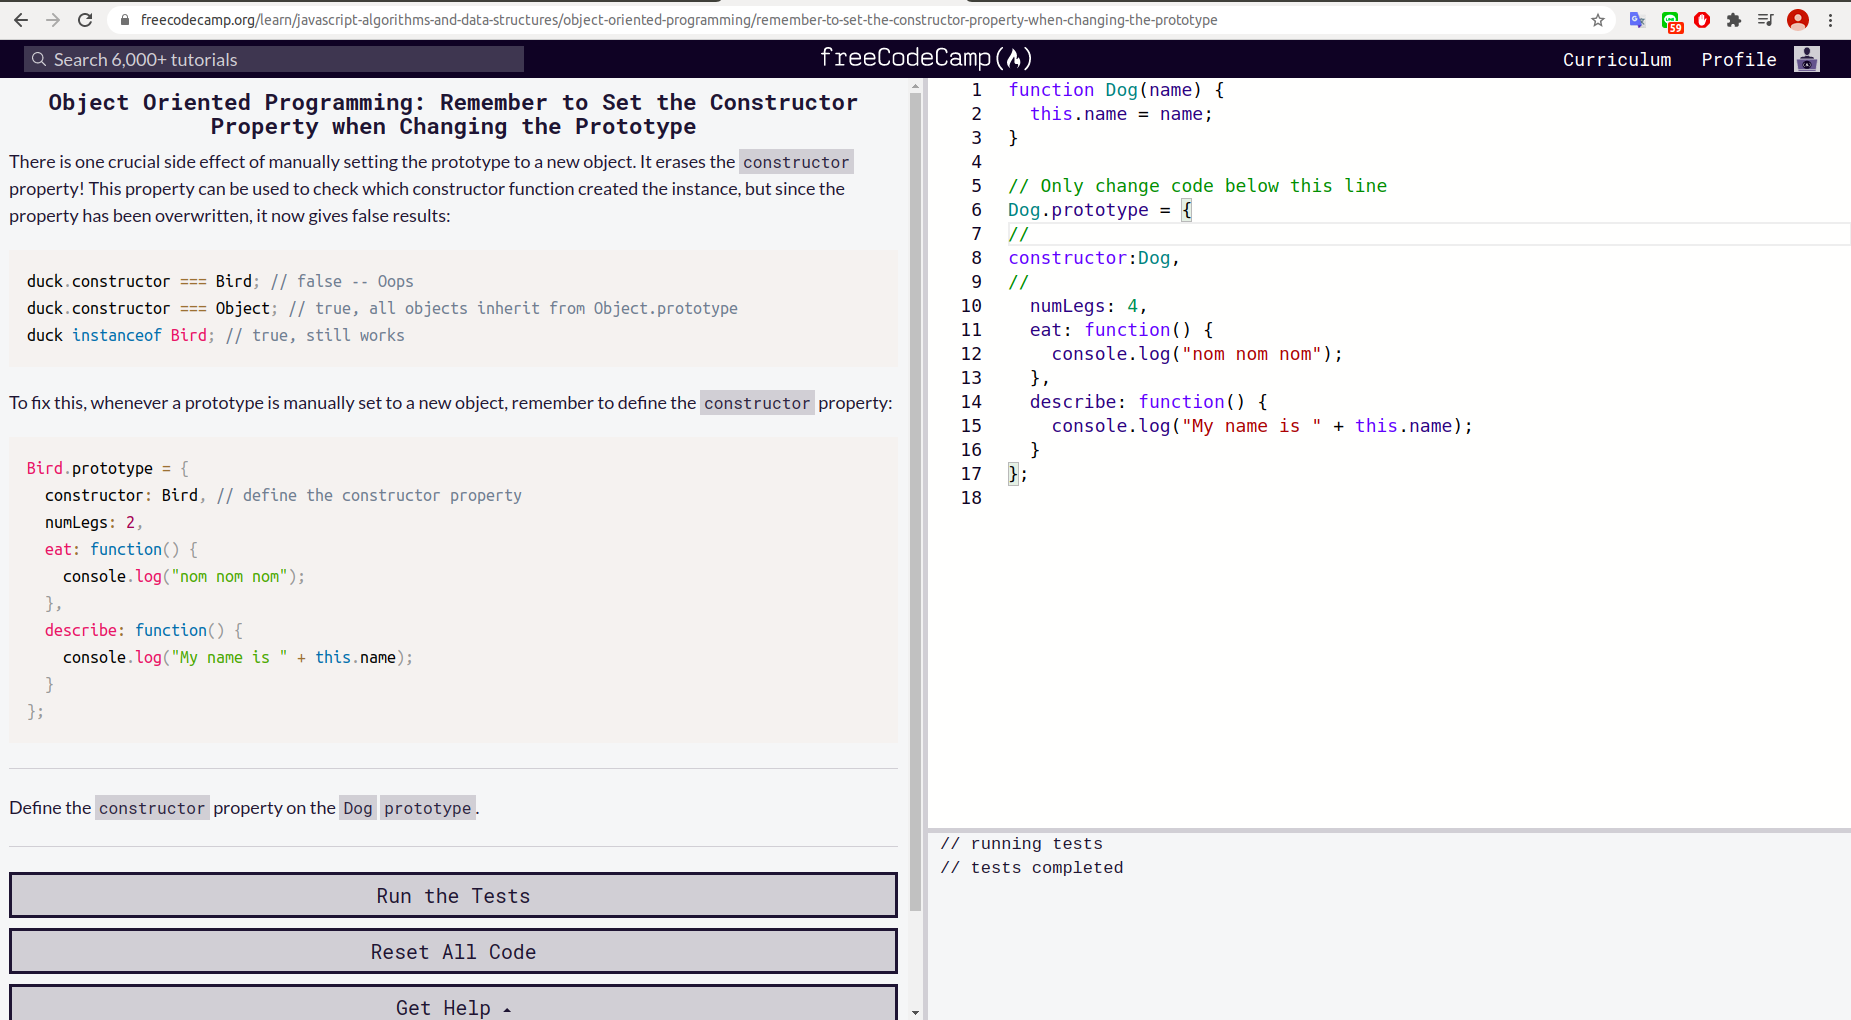 freecodecamp.org/learn/javascript-algorithms-and-data-structures/object-oriented-programming/remember-to-set-the-constructor-property-when-changing-the-prototype
59
Search 6,000+ tutorials
freeCodeCamp
Curriculum
Profile
Object Oriented Programming: Remember to Set the Constructor
Property when Changing the Prototype
There is one crucial side effect of manually setting the prototype to a new object. It erases the constructor
property! This property can be used to check which constructor function created the instance, but since the
property has been overwritten, it now gives false results:
duck.constructor === Bird; // false -- Oops
duck.constructor === Object; // true, all objects inherit from Object.prototype
duck instanceof Bird; // true, still works
To fix this, whenever a prototype is manually set to a new object, remember to define the constructor property:
Bird.prototype = {
constructor: Bird, // define the constructor property
numLegs: 2,
eat: function() {
console.log("nom nom nom");
},
describe: function() {
console.log("My name is " + this.name);
}
};
Define the constructor property on the Dog prototype.
Run the Tests
Reset All Code
Get Help
1 function Dog(name) {
2 this.name = name;
3 }
4
5 // Only change code below this line
6 Dog.prototype = {
7 //
8 constructor:Dog,
9 //
10 numLegs: 4,
11 eat: function() {
12 console.log("nom nom nom");
13 },
14 describe: function() {
15 console.log("My name is " + this.name);
16 }
17 };
18
// running tests
// tests completed